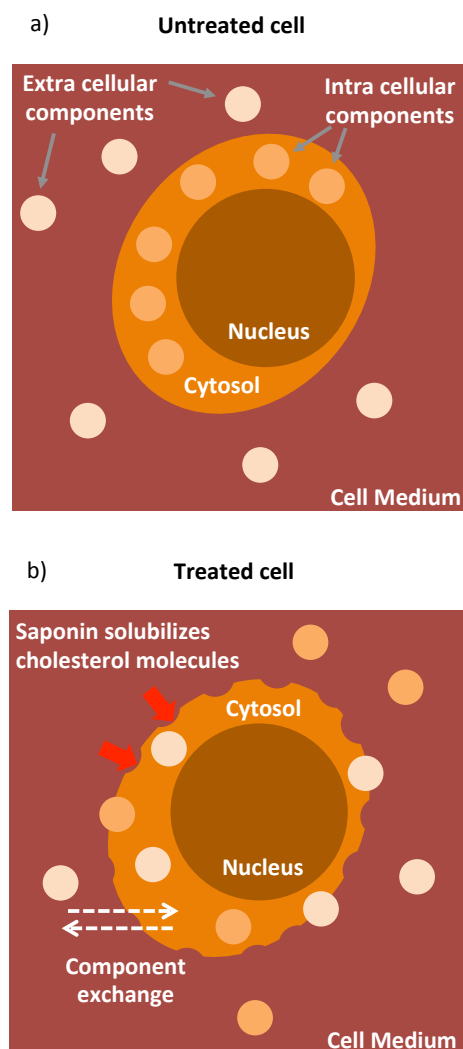 a)
Untreated cell
Extra cellular
components
Intra cellular
components
Nucleus
Cytosol
Cell Medium
b)
Treated cell
Saponin solubilizes
cholesterol molecules
Cytosol
Nucleus
Component
exchange
Cell Medium